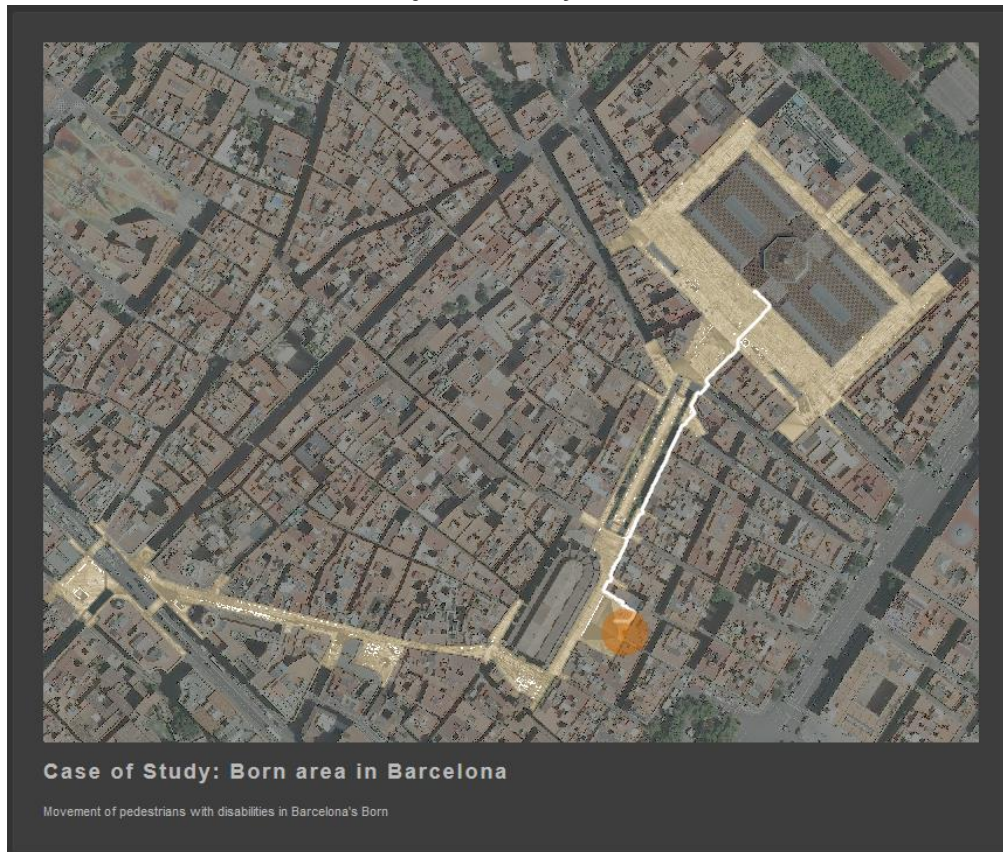 Case of Study: Born area in Barcelona
Movement of pedestrians with disabilities in Barcelona's Born